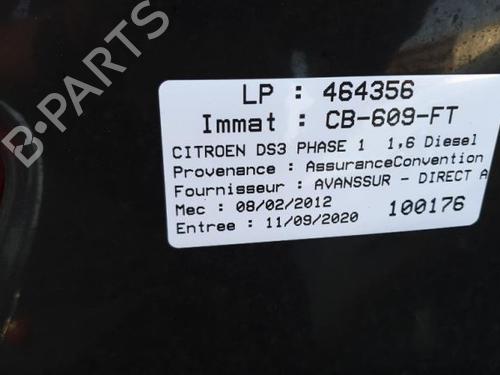 B-PARTS
LP : 464356
Immat : CB-609-FT
CITROEN DS3 PHASE 1 1,6 Diesel
Provenance : AssuranceConvention
Fournisseur : AVANSSUR - DIRECT A
Mec : 08/02/2012 100176
Entree : 11/09/2020